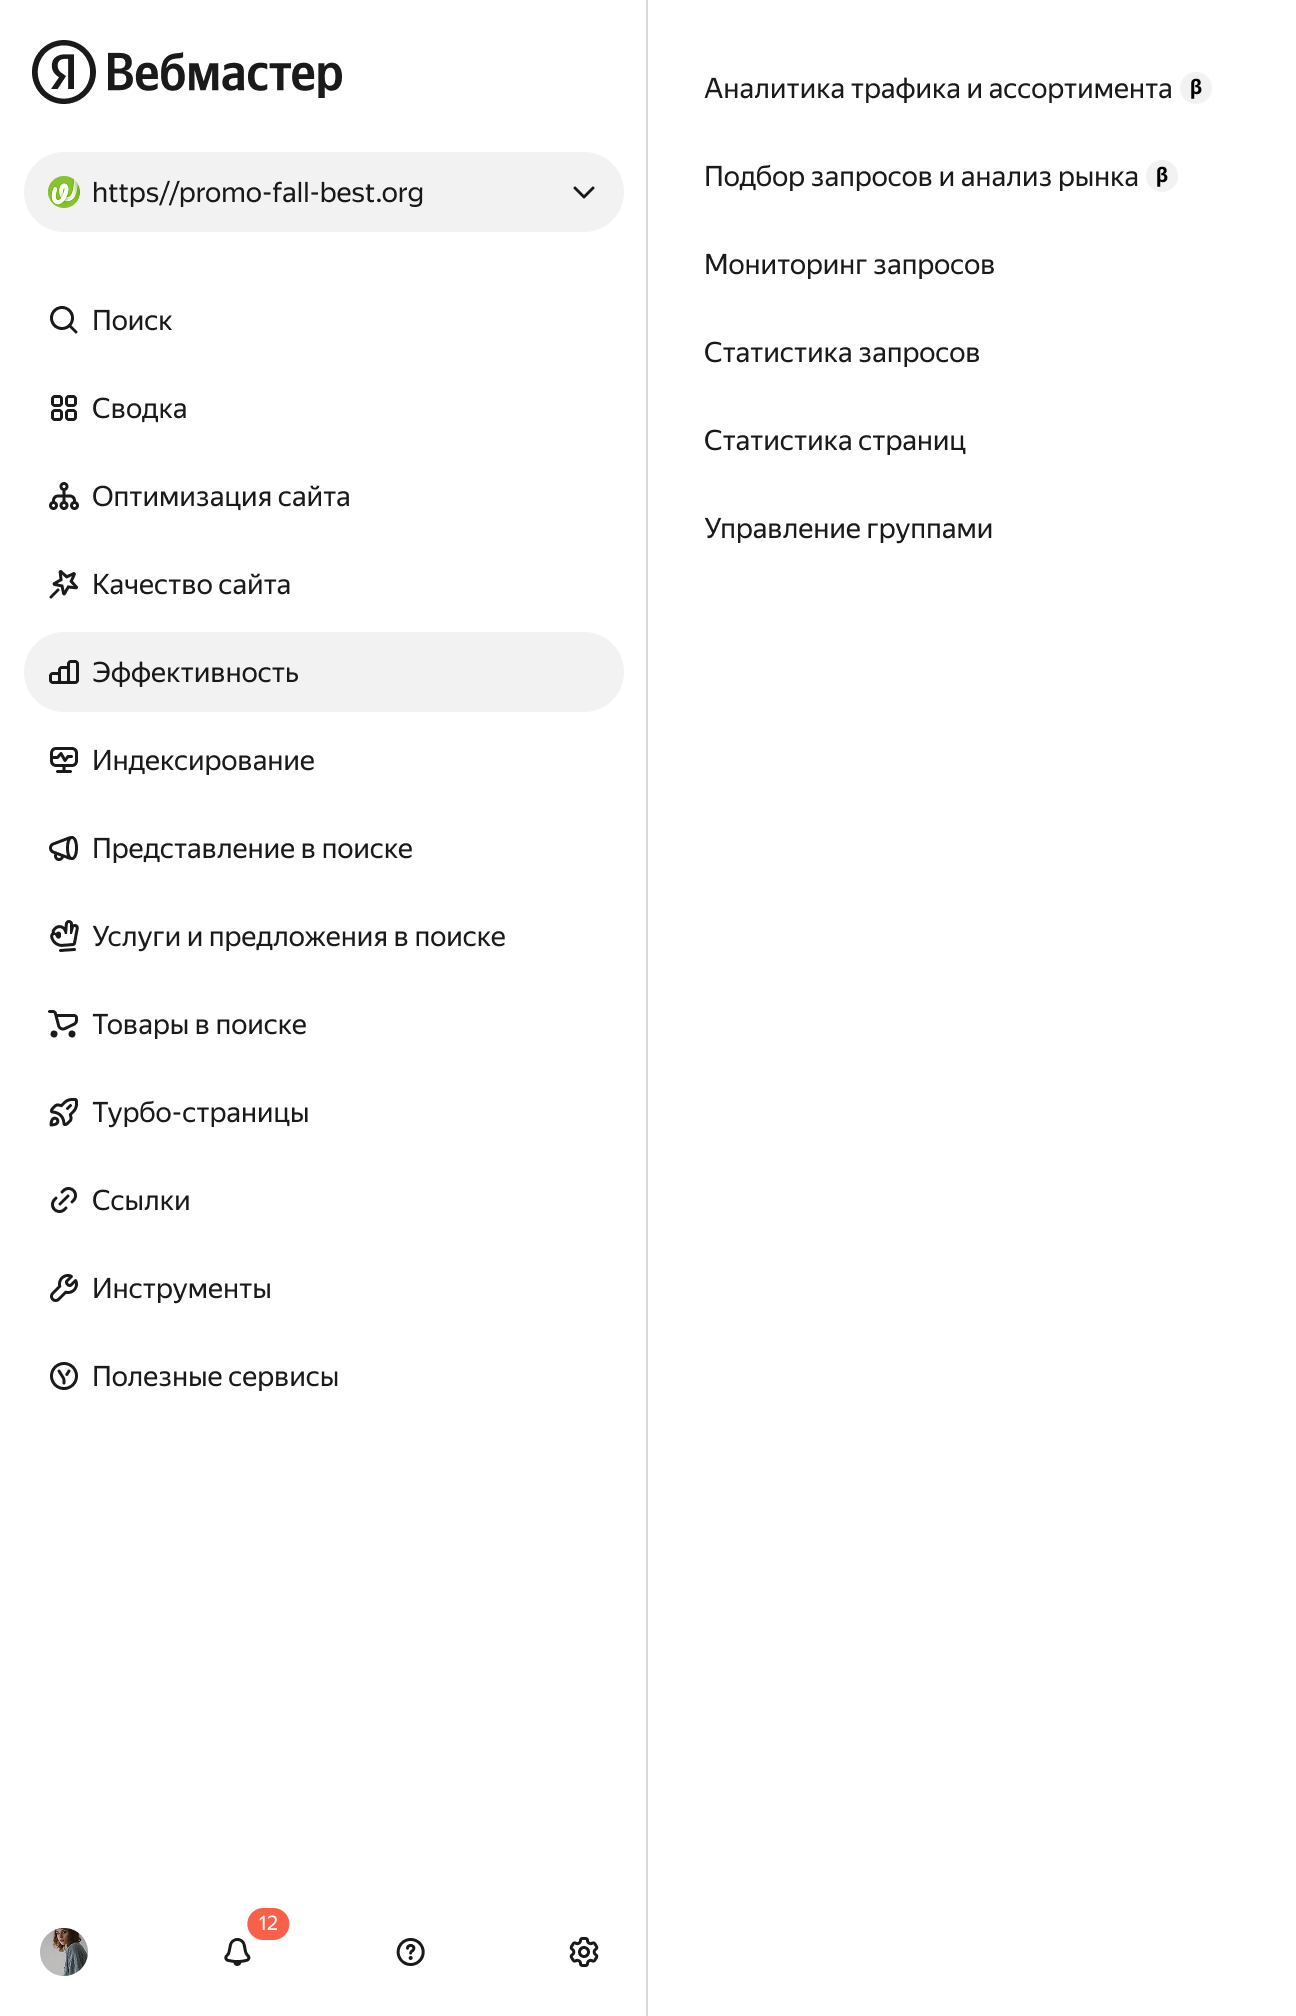 Я Вебмастер
https//promo-fall-best.org
Поиск
Сводка
Оптимизация сайта
Качество сайта
Эффективность
Индексирование
Представление в поиске
Услуги и предложения в поиске
Товары в поиске
Турбо-страницы
Ссылки
Инструменты
Полезные сервисы
12
Аналитика трафика и ассортимента β
Подбор запросов и анализ рынка β
Мониторинг запросов
Статистика запросов
Статистика страниц
Управление группами